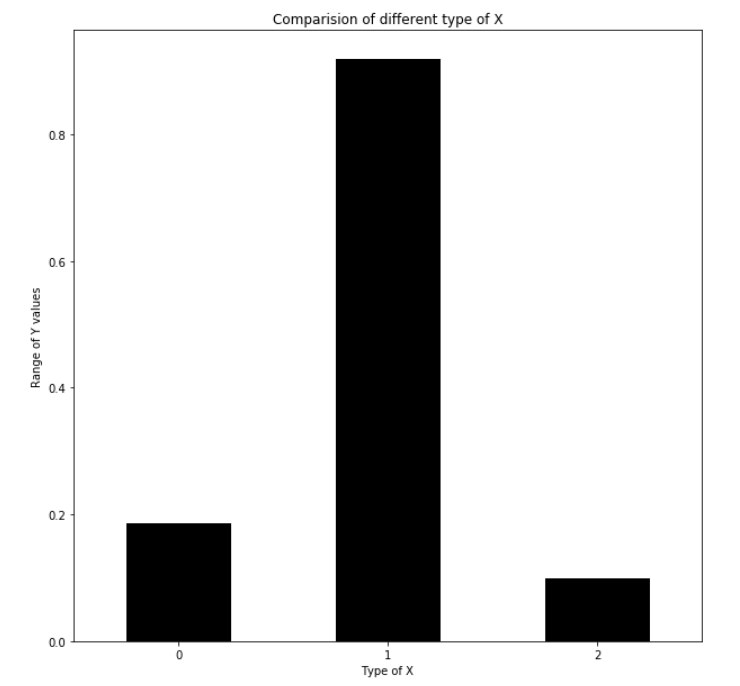 Comparision of different type of X
0.8
0.6
0.4
0.2
0.0
Range of Y values
0 1 2
Type of X